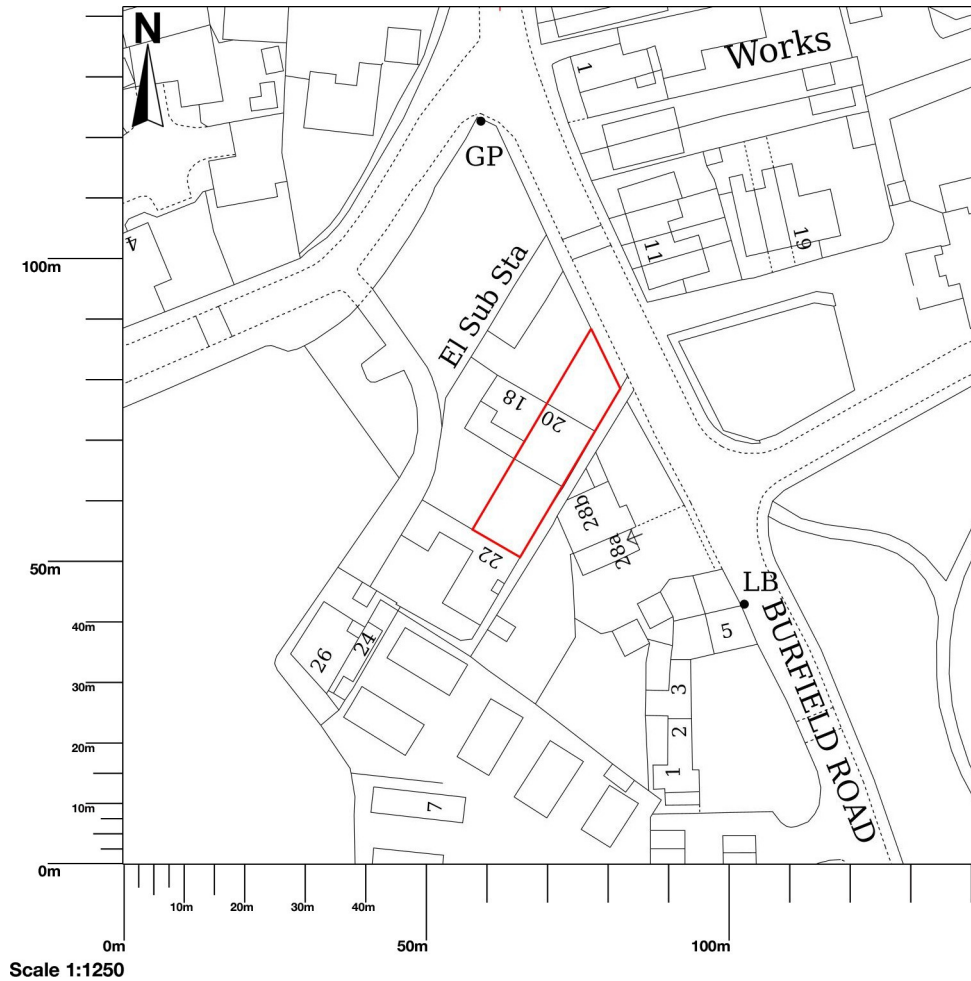 N
Works
1
GP
4
11
19
100m
El Sub Sta
18
20
28b
28a
22
50m
LB
5
BURFIELD ROAD
40m
24
26
30m
3
2
20m
1
7
10m
0m
10m
20m
30m
40m
0m
50m
100m
Scale 1:1250